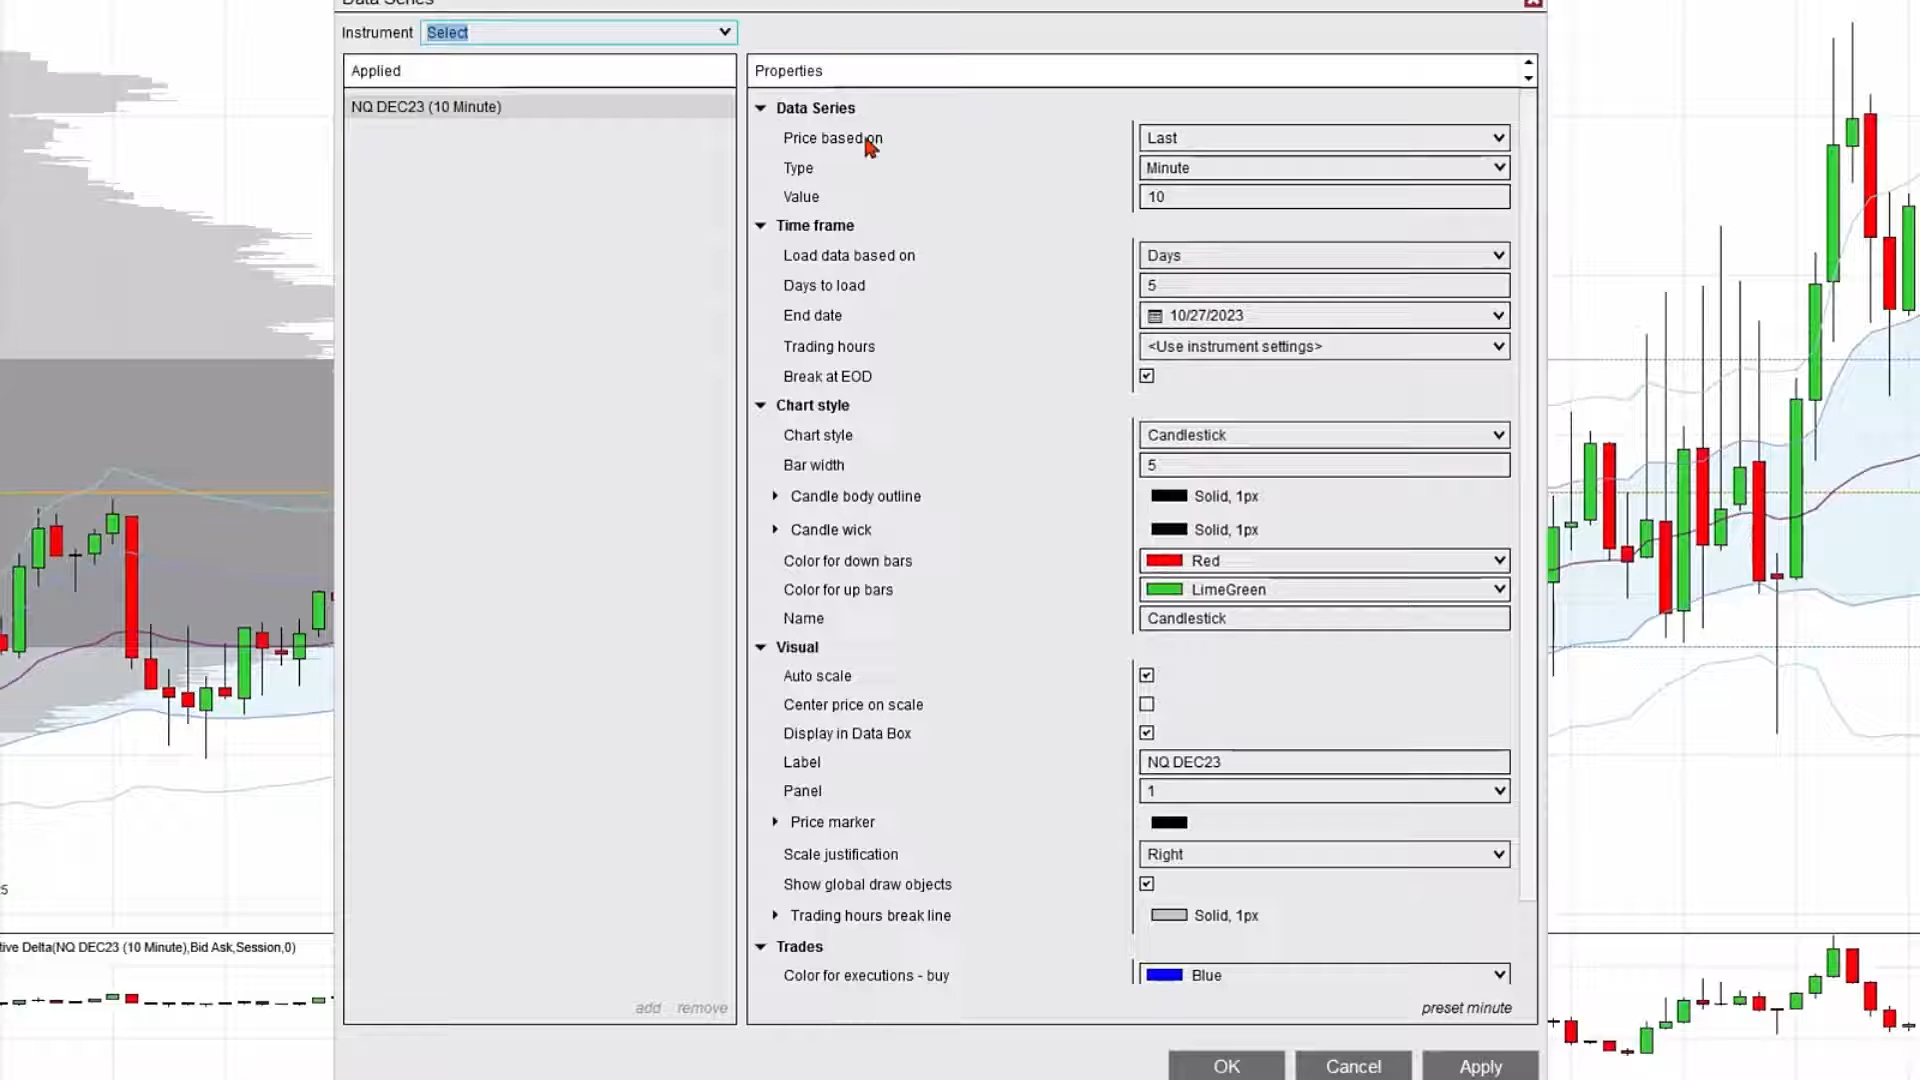 Data Series
Instrument Select
Applied
NQ DEC23 (10 Minute)
add remove
Properties
Data Series
Price based on Last
Type Minute
Value 10
Time frame
Load data based on Days
Days to load 5
End date 10/27/2023
Trading hours <Use instrument settings>
Break at EOD
Chart style
Chart style Candlestick
Bar width 5
Candle body outline Solid, 1px
Candle wick Solid, 1px
Color for down bars Red
Color for up bars LimeGreen
Name Candlestick
Visual
Auto scale
Center price on scale
Display in Data Box
Label NQ DEC23
Panel 1
Price marker
Scale justification Right
Show global draw objects
Trading hours break line Solid, 1px
Trades
Color for executions - buy Blue
preset minute
OK Cancel Apply
5
tive Delta(NQ DEC23 (10 Minute),Bid Ask,Session,0)